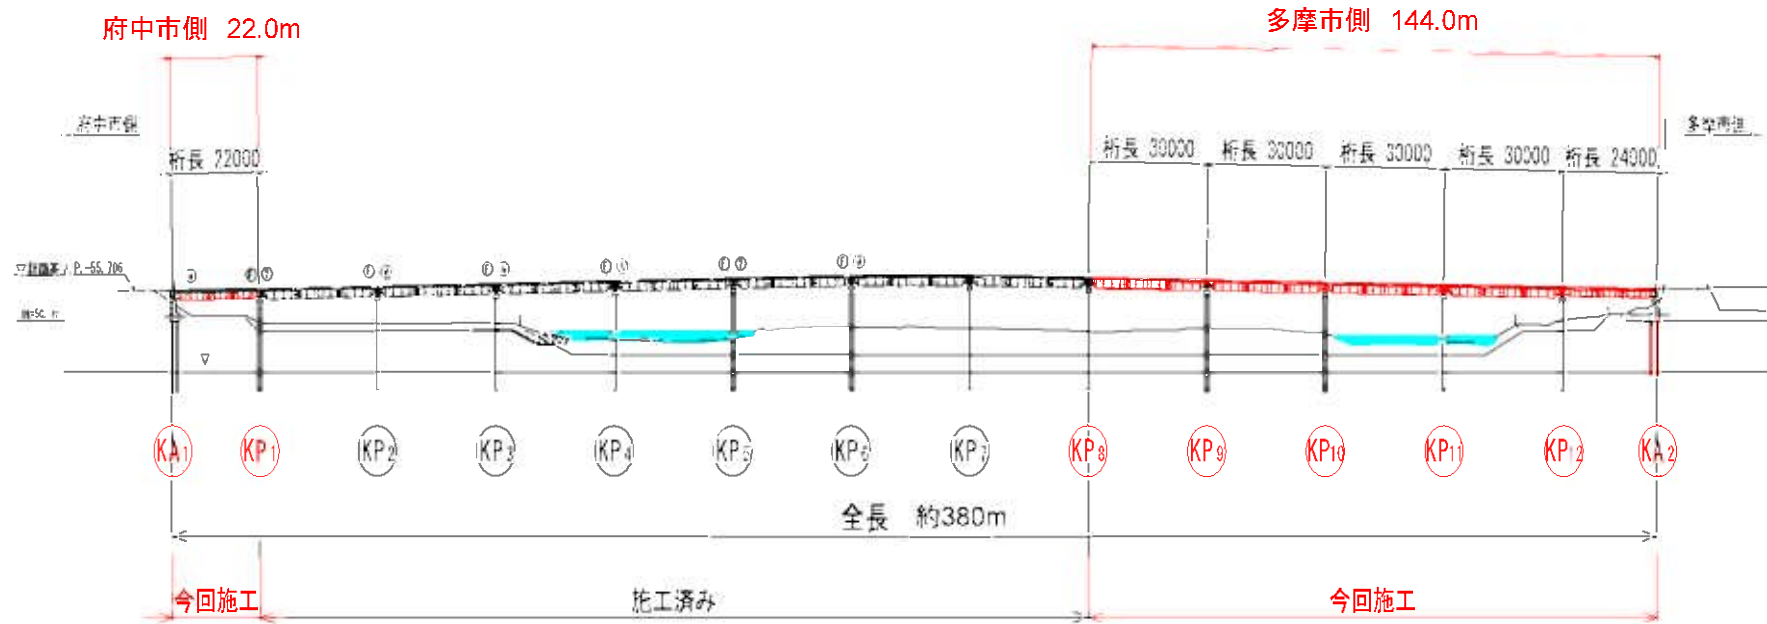 府中市側 22.0m
多摩市側 144.0m
府中市側
多摩市側
桁長 22000
桁長 30000
桁長 30000
桁長 30000
桁長 30000
桁長 24000
KA1
KP1
KP2
KP3
KP4
KP5
KP6
KP7
KP8
KP9
KP10
KP11
KP12
KA2
全長 約380m
今回施工
施工済み
今回施工